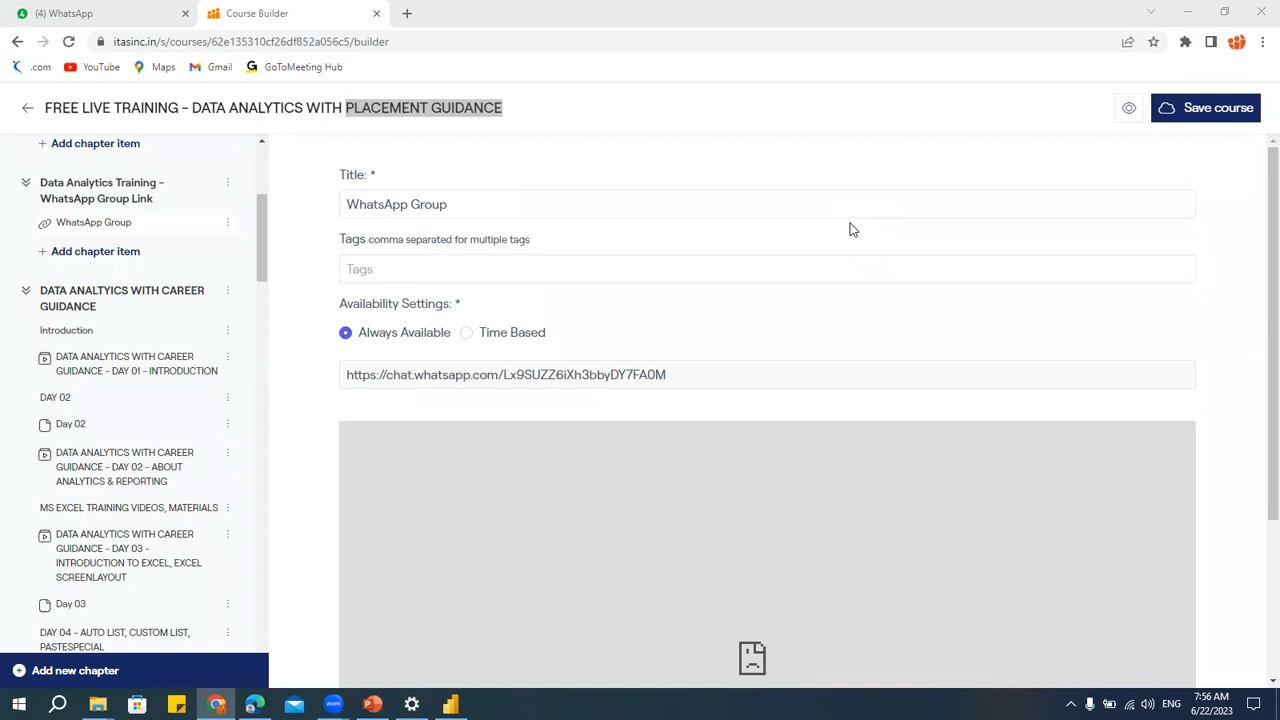 (4) WhatsApp
Course Builder
itasinc.in/s/courses/62e135310cf26df852a056c5/builder
.com
YouTube
Maps
Gmail
GoToMeeting Hub
FREE LIVE TRAINING - DATA ANALYTICS WITH PLACEMENT GUIDANCE
Save course
+ Add chapter item
Data Analytics Training -
WhatsApp Group Link
WhatsApp Group
+ Add chapter item
DATA ANALTYICS WITH CAREER
GUIDANCE
Introduction
DATA ANALYTICS WITH CAREER
GUIDANCE - DAY 01 - INTRODUCTION
DAY 02
Day 02
DATA ANALYTICS WITH CAREER
GUIDANCE - DAY 02 - ABOUT
ANALYTICS & REPORTING
MS EXCEL TRAINING VIDEOS, MATERIALS
DATA ANALYTICS WITH CAREER
GUIDANCE - DAY 03 -
INTRODUCTION TO EXCEL, EXCEL
SCREENLAYOUT
Day 03
DAY 04 - AUTO LIST, CUSTOM LIST,
PASTESPECIAL
Add new chapter
Title: *
WhatsApp Group
Tags comma separated for multiple tags
Tags
Availability Settings: *
Always Available
Time Based
https://chat.whatsapp.com/Lx9SUZZ6iXh3bbyDY7FA0M
zoom
ENG
7:56 AM
6/22/2023